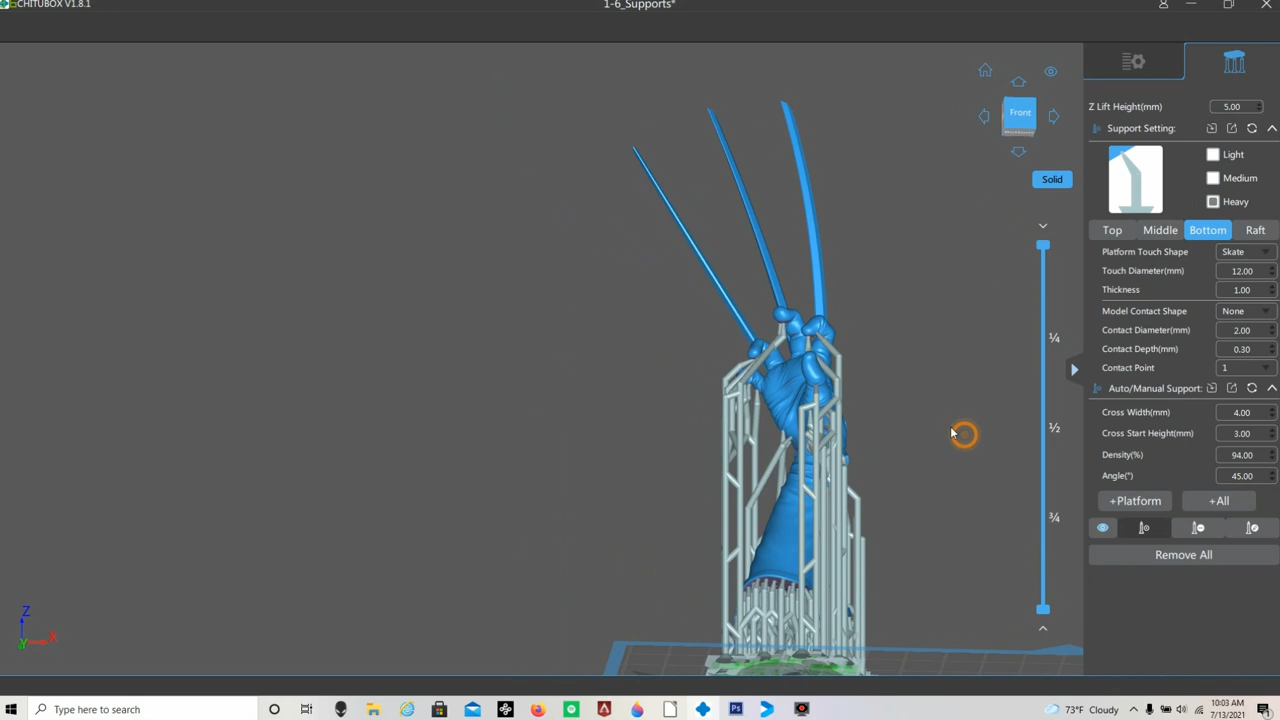 CHITUBOX V1.8.1
1-6_Supports*
Front
Solid
¼
½
¾
Z Lift Height(mm) 5.00
Support Setting:
Light
Medium
Heavy
Top Middle Bottom Raft
Platform Touch Shape Skate
Touch Diameter(mm) 12.00
Thickness 1.00
Model Contact Shape None
Contact Diameter(mm) 2.00
Contact Depth(mm) 0.30
Contact Point 1
Auto/Manual Support:
Cross Width(mm) 4.00
Cross Start Height(mm) 3.00
Density(%) 94.00
Angle(°) 45.00
+Platform +All
Remove All
Z
Y X
Type here to search
Ps
73°F Cloudy
10:03 AM
7/13/2021